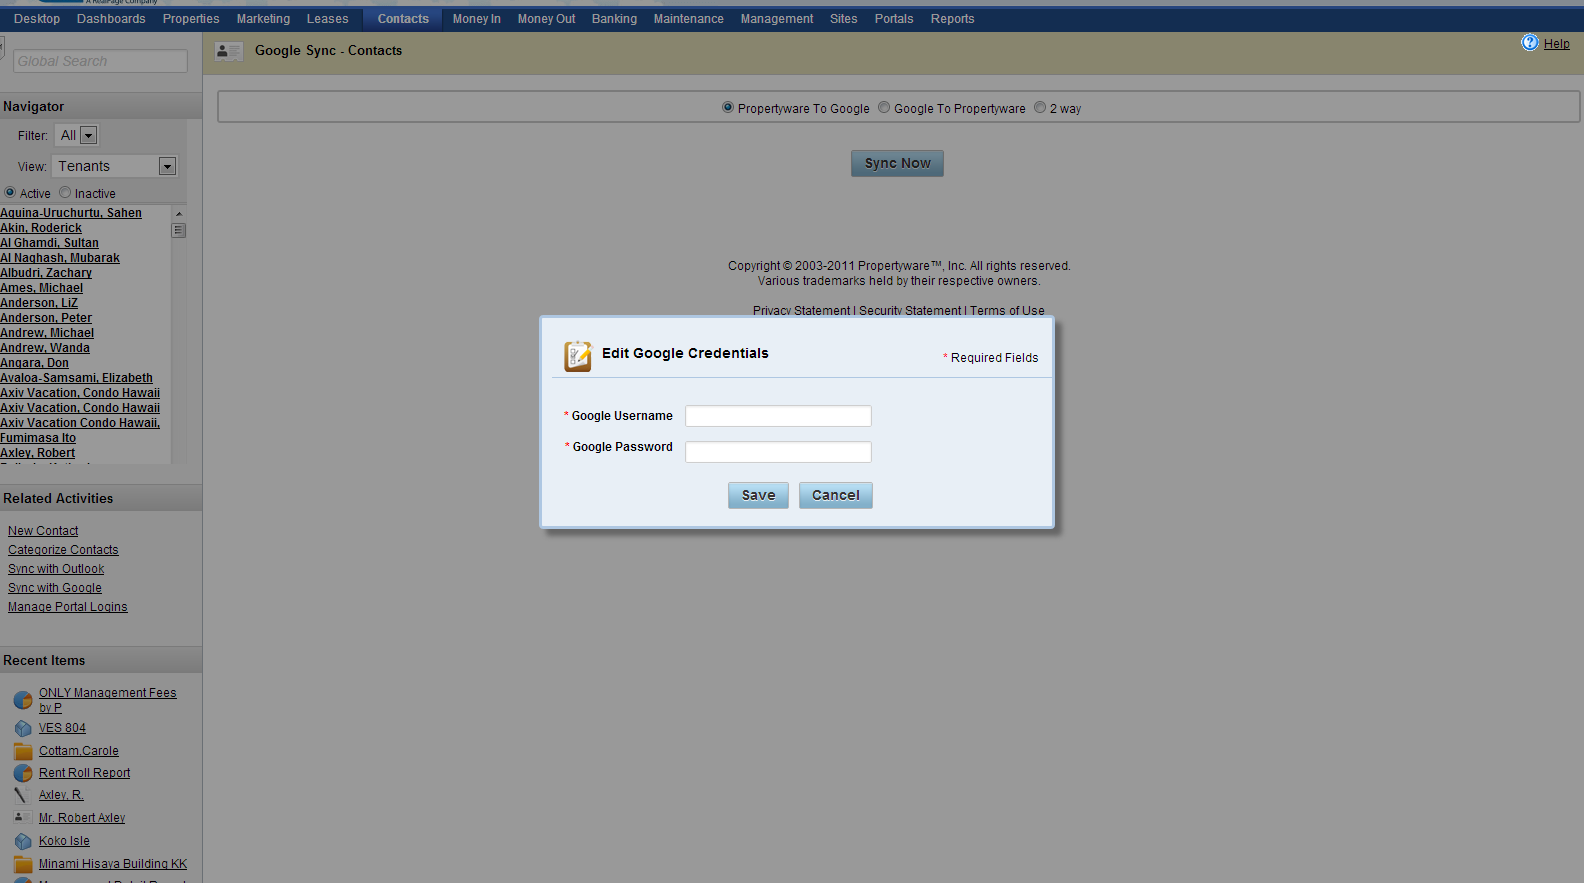 A RealPage Company
Desktop Dashboards Properties Marketing Leases Contacts Money In Money Out Banking Maintenance Management Sites Portals Reports
Global Search
Google Sync - Contacts
Help
Navigator
Filter: All
View: Tenants
Active Inactive
Aquina-Uruchurtu, Sahen
Akin, Roderick
Al Ghamdi, Sultan
Al Naghash, Mubarak
Albudri, Zachary
Ames, Michael
Anderson, LiZ
Anderson, Peter
Andrew, Michael
Andrew, Wanda
Angara, Don
Avaloa-Samsami, Elizabeth
Axiv Vacation, Condo Hawaii
Axiv Vacation, Condo Hawaii
Axiv Vacation Condo Hawaii,
Fumimasa Ito
Axley, Robert
Related Activities
New Contact
Categorize Contacts
Sync with Outlook
Sync with Google
Manage Portal Logins
Recent Items
ONLY Management Fees
by P
VES 804
Cottam,Carole
Rent Roll Report
Axley, R.
Mr. Robert Axley
Koko Isle
Minami Hisaya Building KK
Propertyware To Google Google To Propertyware 2 way
Sync Now
Copyright © 2003-2011 Propertyware™, Inc. All rights reserved.
Various trademarks held by their respective owners.
Privacy Statement | Security Statement | Terms of Use
Edit Google Credentials
* Required Fields
* Google Username
* Google Password
Save Cancel